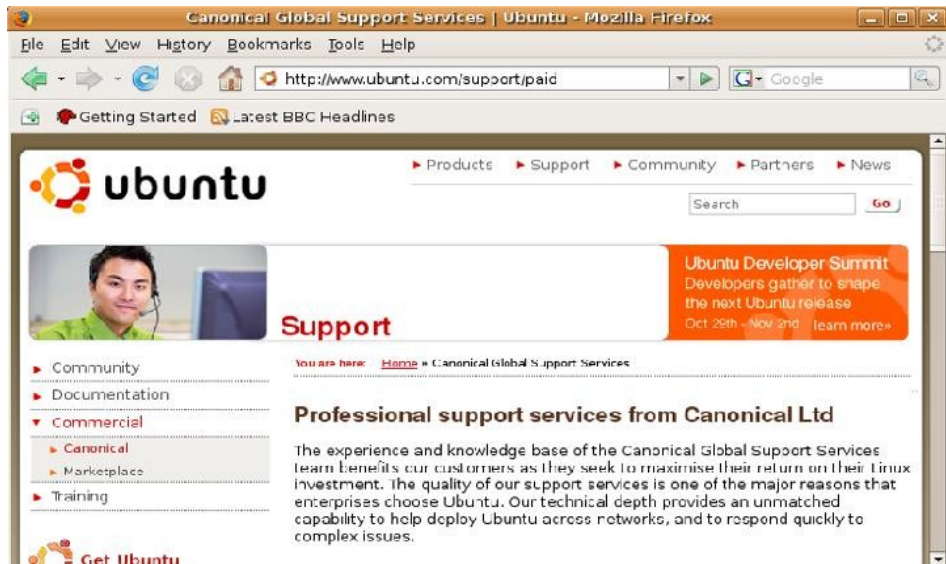 Canonical Global Support Services | Ubuntu - Mozilla Firefox
File Edit View History Bookmarks Tools Help
http://www.ubuntu.com/support/paid
G Google
Getting Started Latest BBC Headlines
ubuntu
Products Support Community Partners News
Search Go
Ubuntu Developer Summit
Developers gather to shape
the next Ubuntu release
Oct 29th - Nov 2nd learn more»
Support
You are here: Home » Canonical Global Support Services
Community
Documentation
Commercial
Canonical
Marketplace
Training
Get Ubuntu
Professional support services from Canonical Ltd
The experience and knowledge base of the Canonical Global Support Services
team benefits our customers as they seek to maximise their return on their Linux
investment. The quality of our support services is one of the major reasons that
enterprises choose Ubuntu. Our technical depth provides an unmatched
capability to help deploy Ubuntu across networks, and to respond quickly to
complex issues.